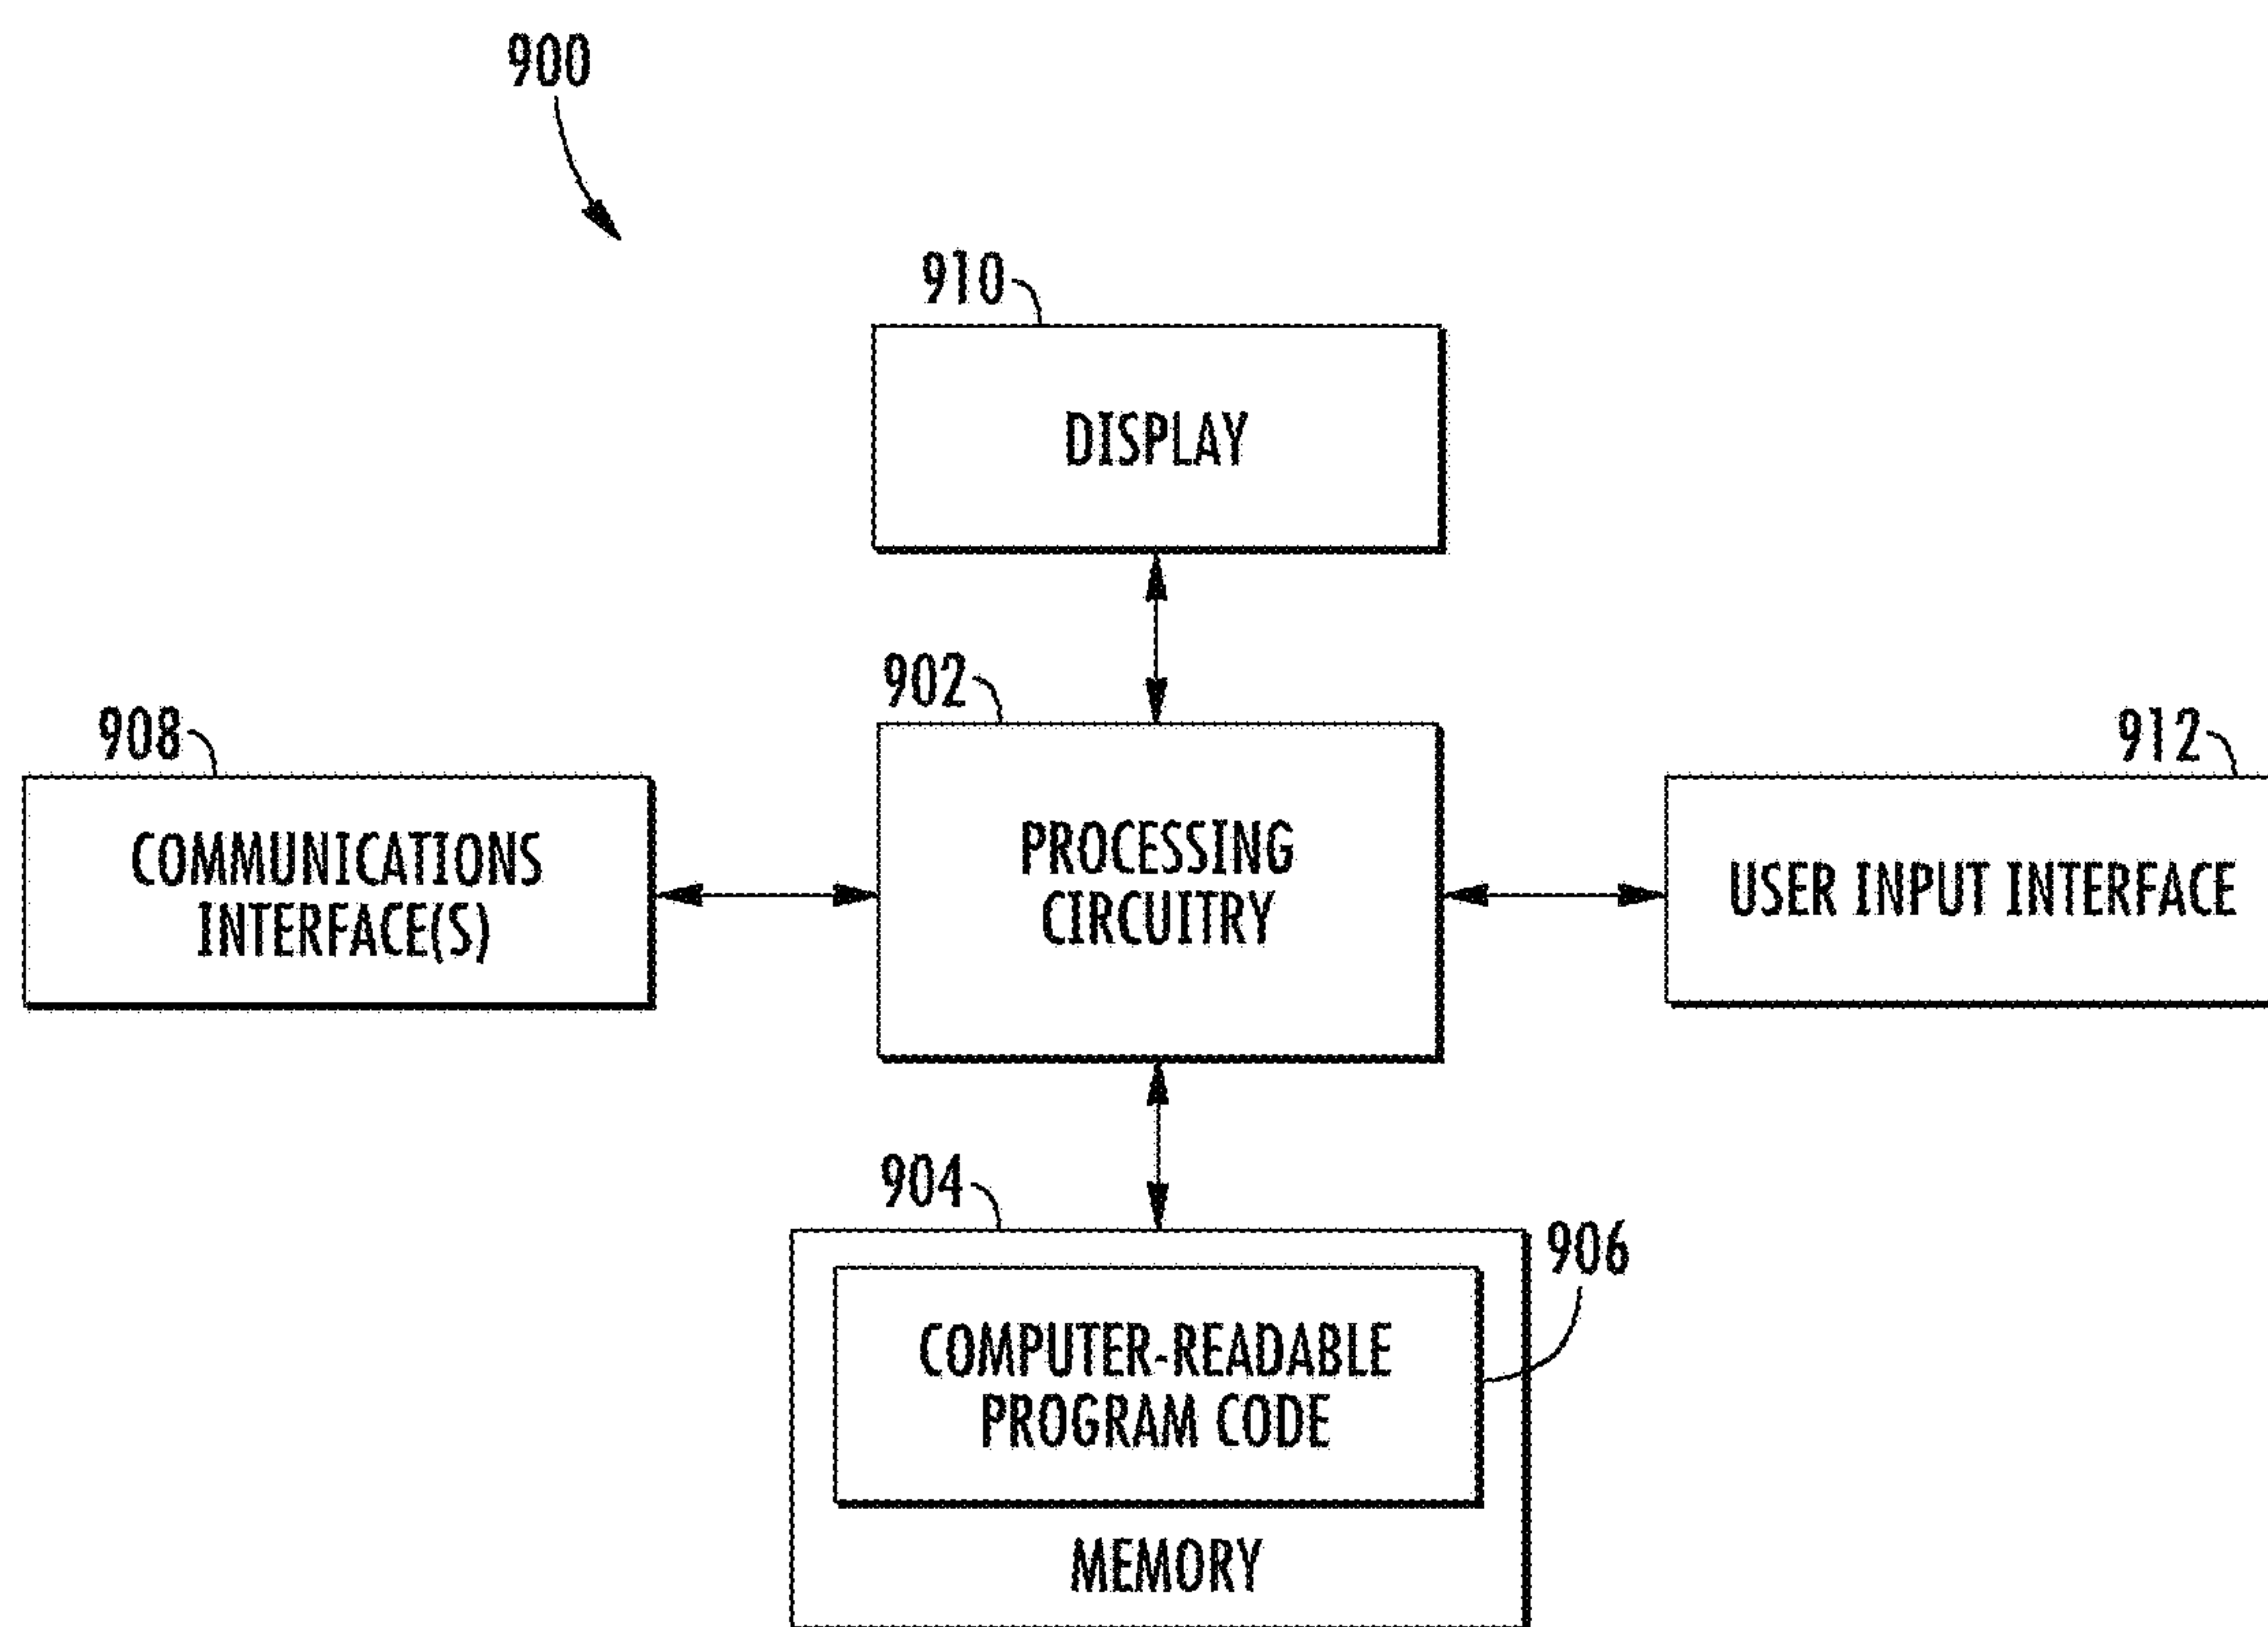 900
910
DISPLAY
902
908
912
PROCESSING
CIRCUITRY
COMMUNICATIONS
INTERFACE(S)
USER INPUT INTERFACE
904
906
COMPUTER-READABLE
PROGRAM CODE
MEMORY